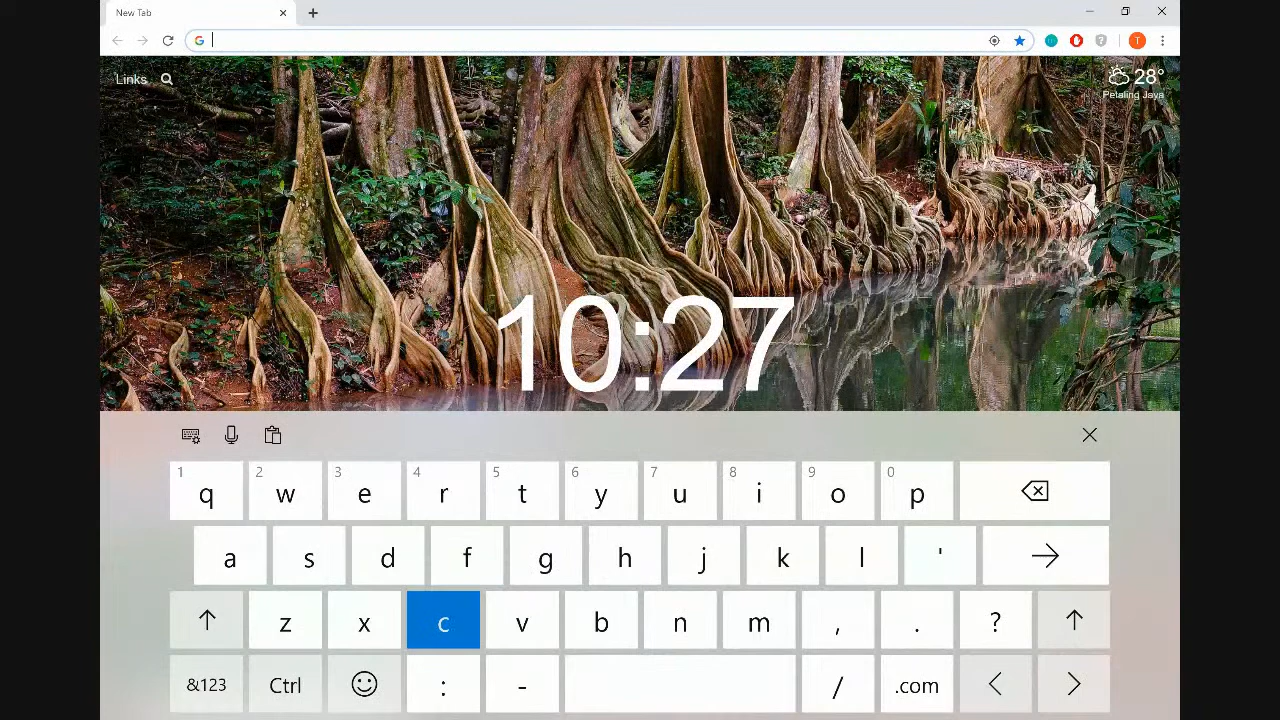 New Tab
Links
28°
Petaling Java
10:27
1 2 3 4 5 6 7 8 9 0
q w e r t y u i o p
a s d f g h j k l '
z x c v b n m , . ?
&123 Ctrl : - / .com
T